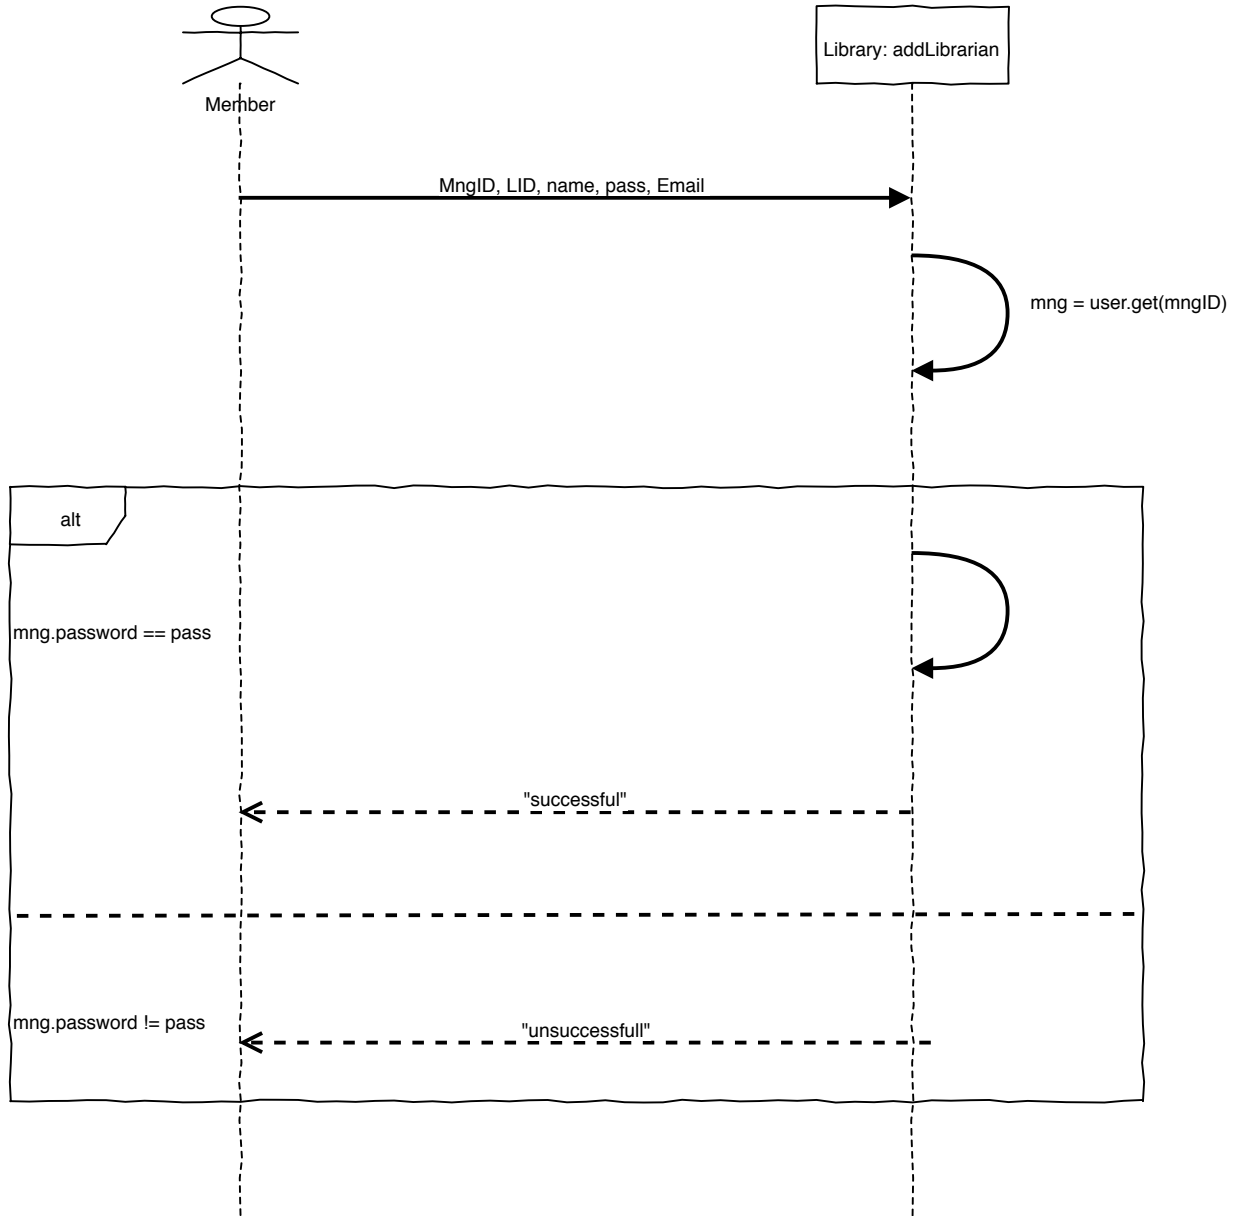 Library: addLibrarian
Member
MngID, LID, name, pass, Email
mng = user.get(mngID)
alt
mng.password == pass
"successful"
mng.password != pass
"unsuccessfull"